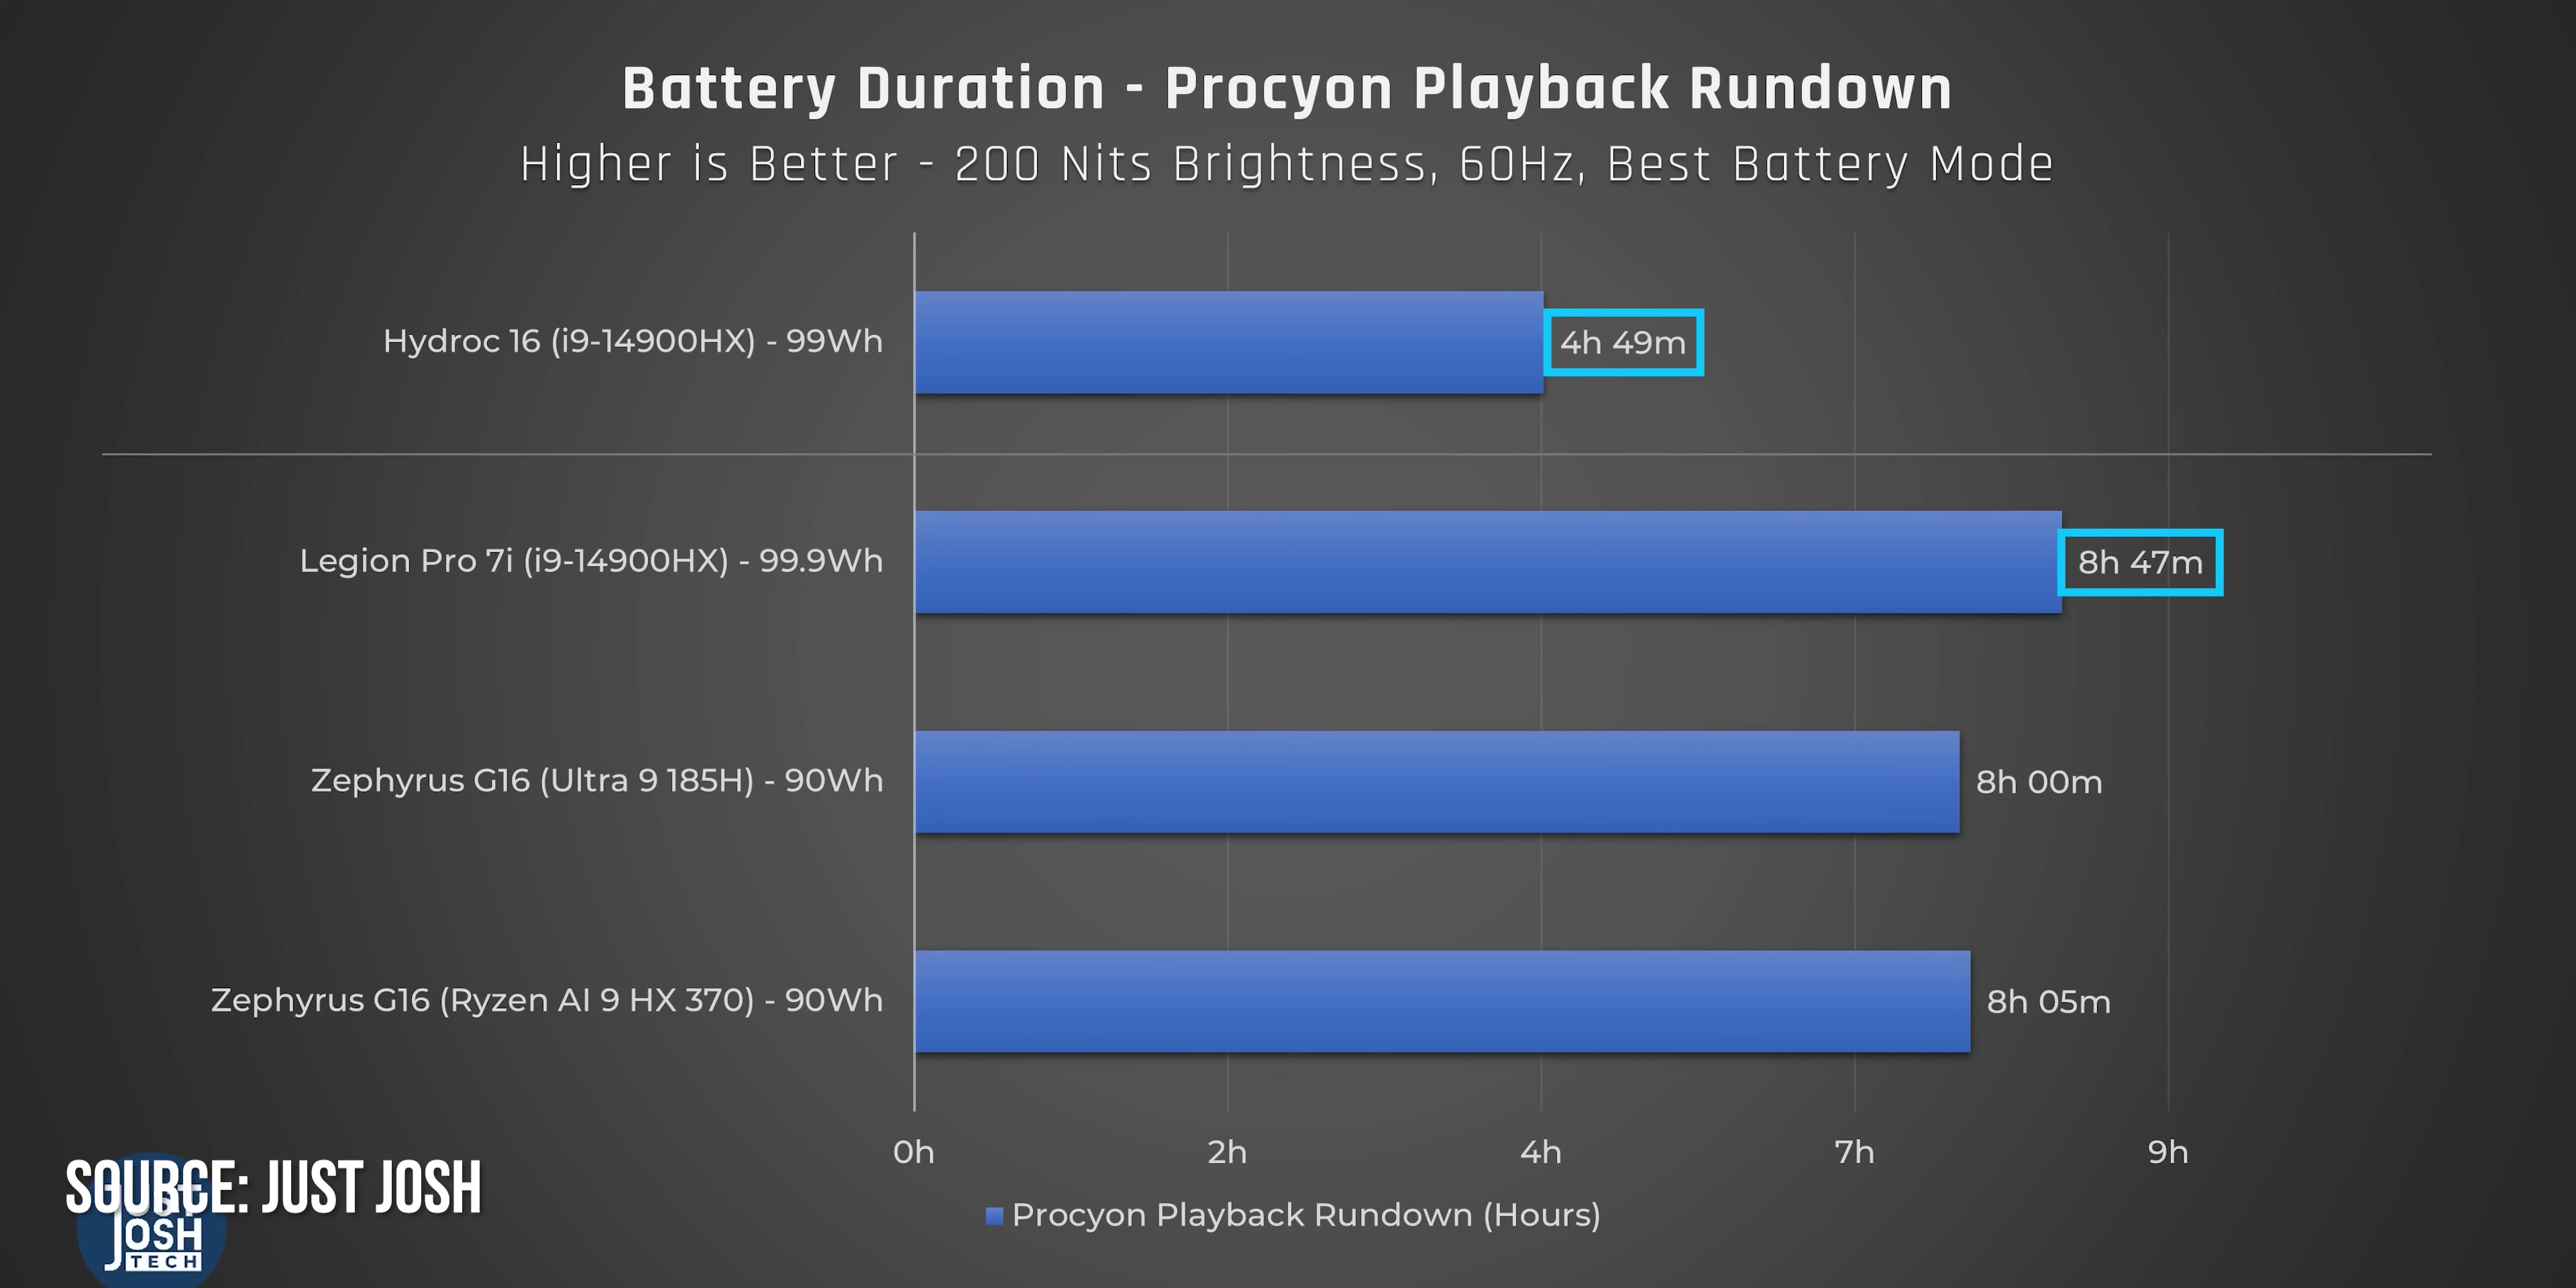 Battery Duration - Procyon Playback Rundown
Higher is Better - 200 Nits Brightness, 60Hz, Best Battery Mode
Hydroc 16 (i9-14900HX) - 99Wh
4h 49m
Legion Pro 7i (i9-14900HX) - 99.9Wh
8h 47m
Zephyrus G16 (Ultra 9 185H) - 90Wh
8h 00m
Zephyrus G16 (Ryzen AI 9 HX 370) - 90Wh
8h 05m
0h 2h 4h 7h 9h
Procyon Playback Rundown (Hours)
SOURCE: JUST JOSH
JOSH
TECH